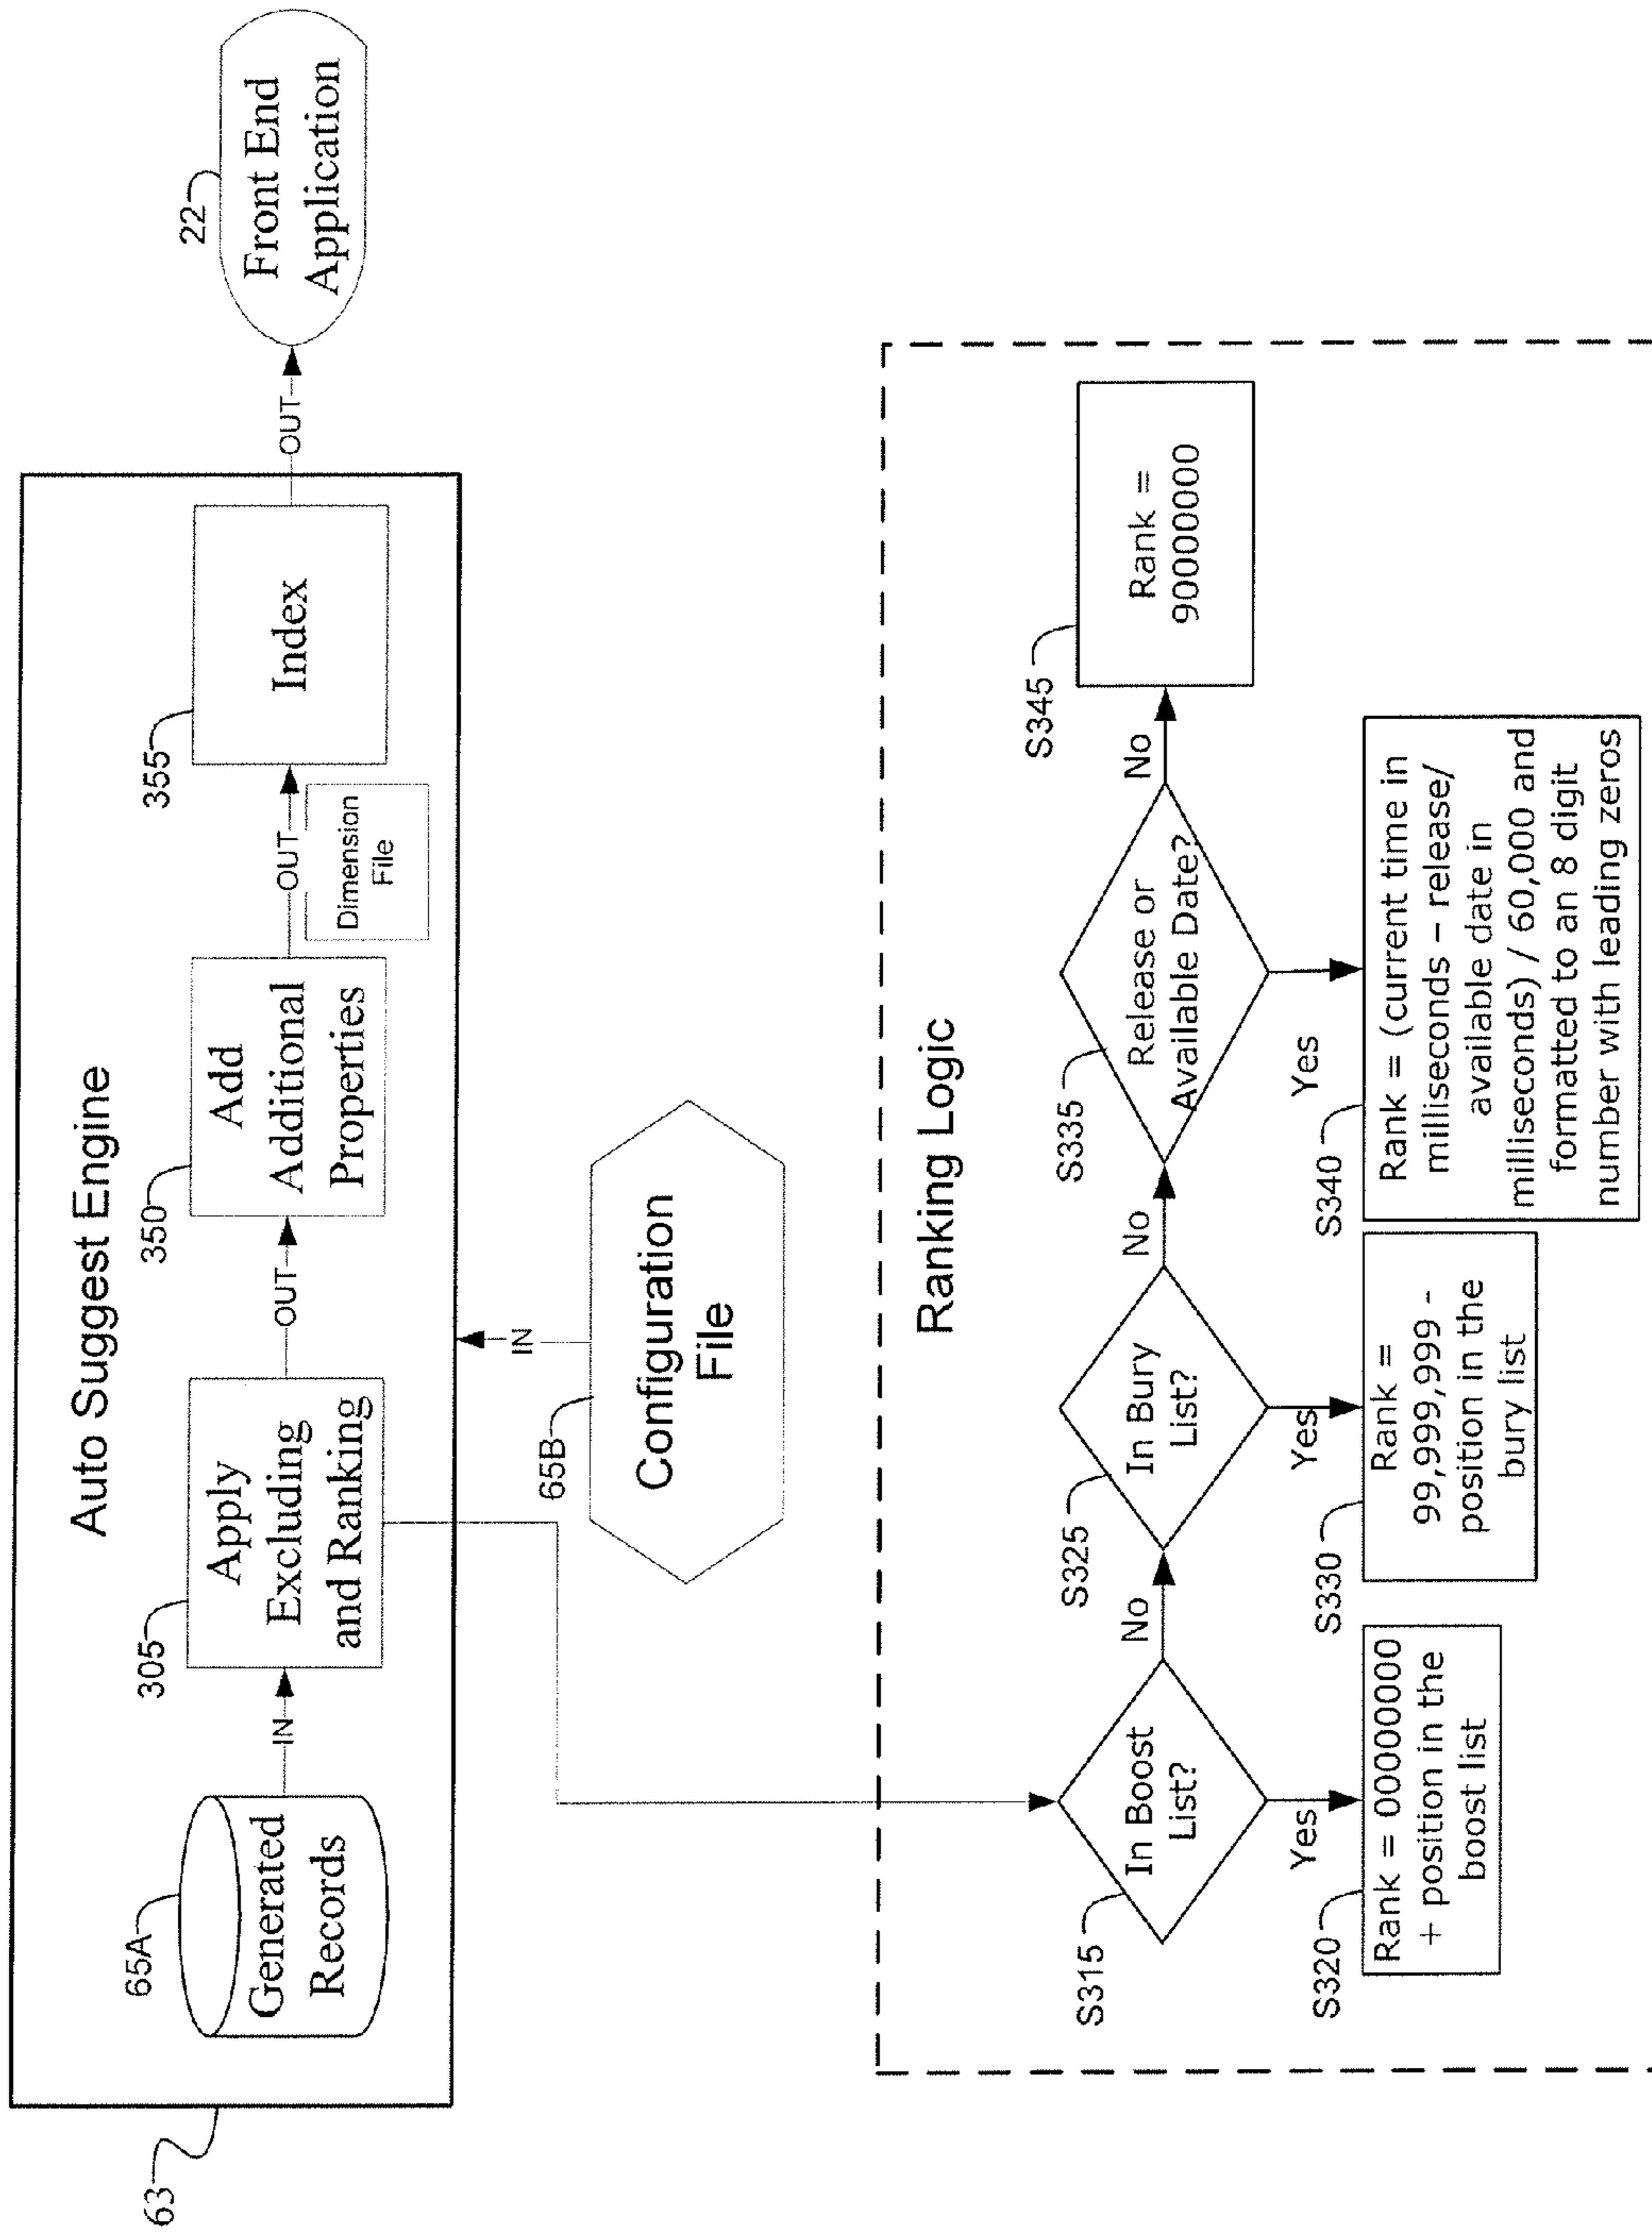 63
Auto Suggest Engine
65A
Generated
Records
IN
305
Apply
Excluding
and Ranking
OUT
350
Add
Additional
Properties
OUT
Dimension
File
355
Index
OUT
22
Front End
Application
IN
65B
Configuration
File
Ranking Logic
S315
In Boost
List?
No
Yes
S320
Rank = 00000000
+ position in the
boost list
S325
In Bury
List?
No
Yes
S330
Rank =
99,999,999 -
position in the
bury list
S335
Release or
Available Date?
No
Yes
S340
Rank = (current time in
milliseconds – release/
available date in
milliseconds) / 60,000 and
formatted to an 8 digit
number with leading zeros
S345
Rank =
90000000